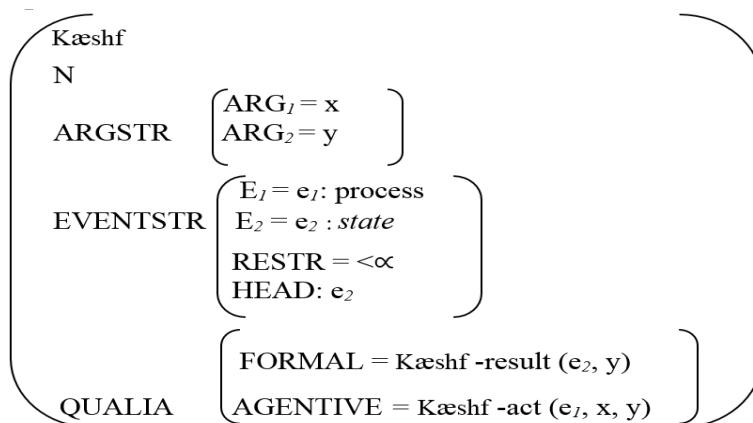 Kæshf
N
ARGSTR
ARG₁ = x
ARG₂ = y
EVENTSTR
E₁ = e₁: process
E₂ = e₂ : state
RESTR = <∝
HEAD: e₂
QUALIA
FORMAL = Kæshf -result (e₂, y)
AGENTIVE = Kæshf -act (e₁, x, y)